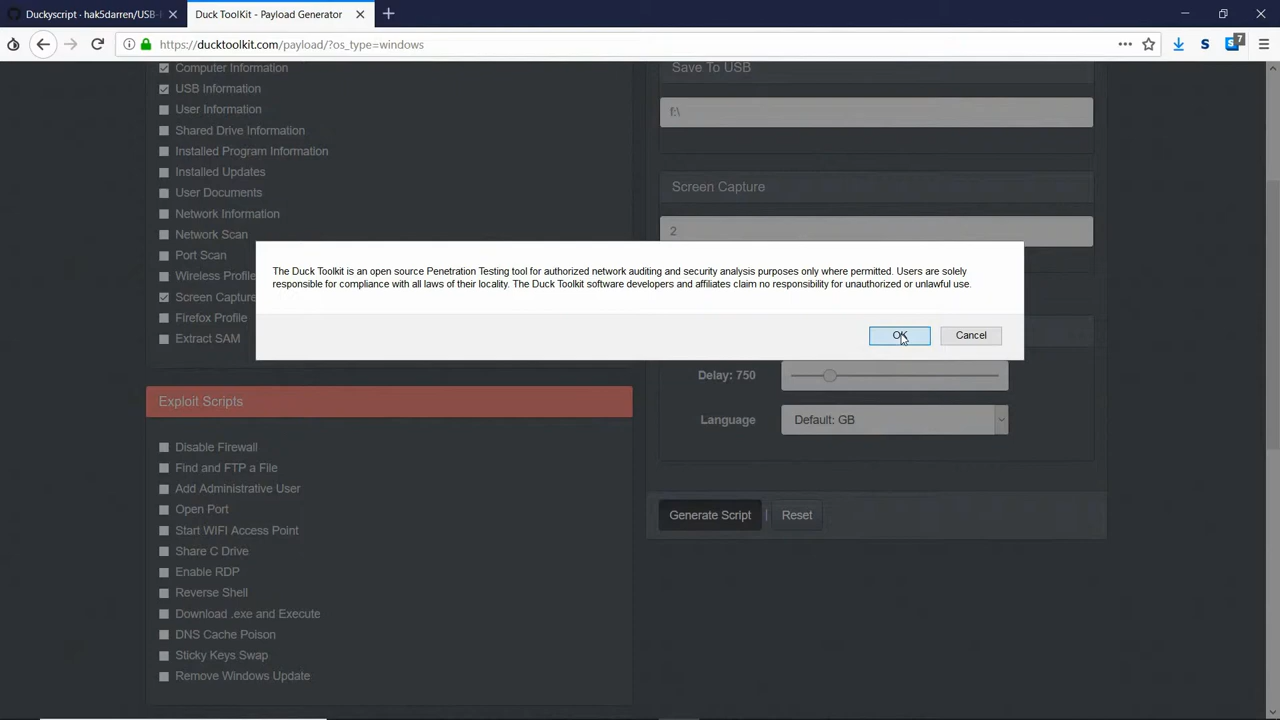 Duckyscript · hak5darren/USB-
Duck ToolKit - Payload Generator
https://ducktoolkit.com/payload/?os_type=windows
7
Computer Information
USB Information
User Information
Shared Drive Information
Installed Program Information
Installed Updates
User Documents
Network Information
Network Scan
Port Scan
Wireless Profile
Screen Capture
Firefox Profile
Extract SAM
Save To USB
f:\
Screen Capture
2
The Duck Toolkit is an open source Penetration Testing tool for authorized network auditing and security analysis purposes only where permitted. Users are solely
responsible for compliance with all laws of their locality. The Duck Toolkit software developers and affiliates claim no responsibility for unauthorized or unlawful use.
OK
Cancel
Delay: 750
Language
Default: GB
Generate Script | Reset
Exploit Scripts
Disable Firewall
Find and FTP a File
Add Administrative User
Open Port
Start WIFI Access Point
Share C Drive
Enable RDP
Reverse Shell
Download .exe and Execute
DNS Cache Poison
Sticky Keys Swap
Remove Windows Update